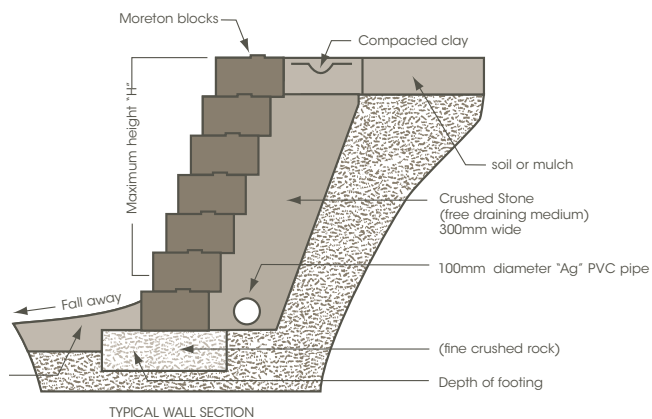 Moreton blocks
Compacted clay
Maximum height "H"
soil or mulch
Crushed Stone
(free draining medium)
300mm wide
100mm diameter "Ag" PVC pipe
Fall away
(fine crushed rock)
Depth of footing
TYPICAL WALL SECTION